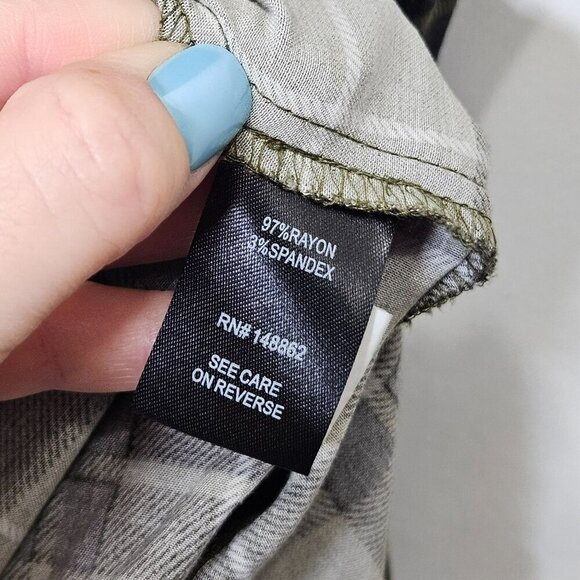 97%RAYON
3%SPANDEX
RN# 148862
SEE CARE
ON REVERSE